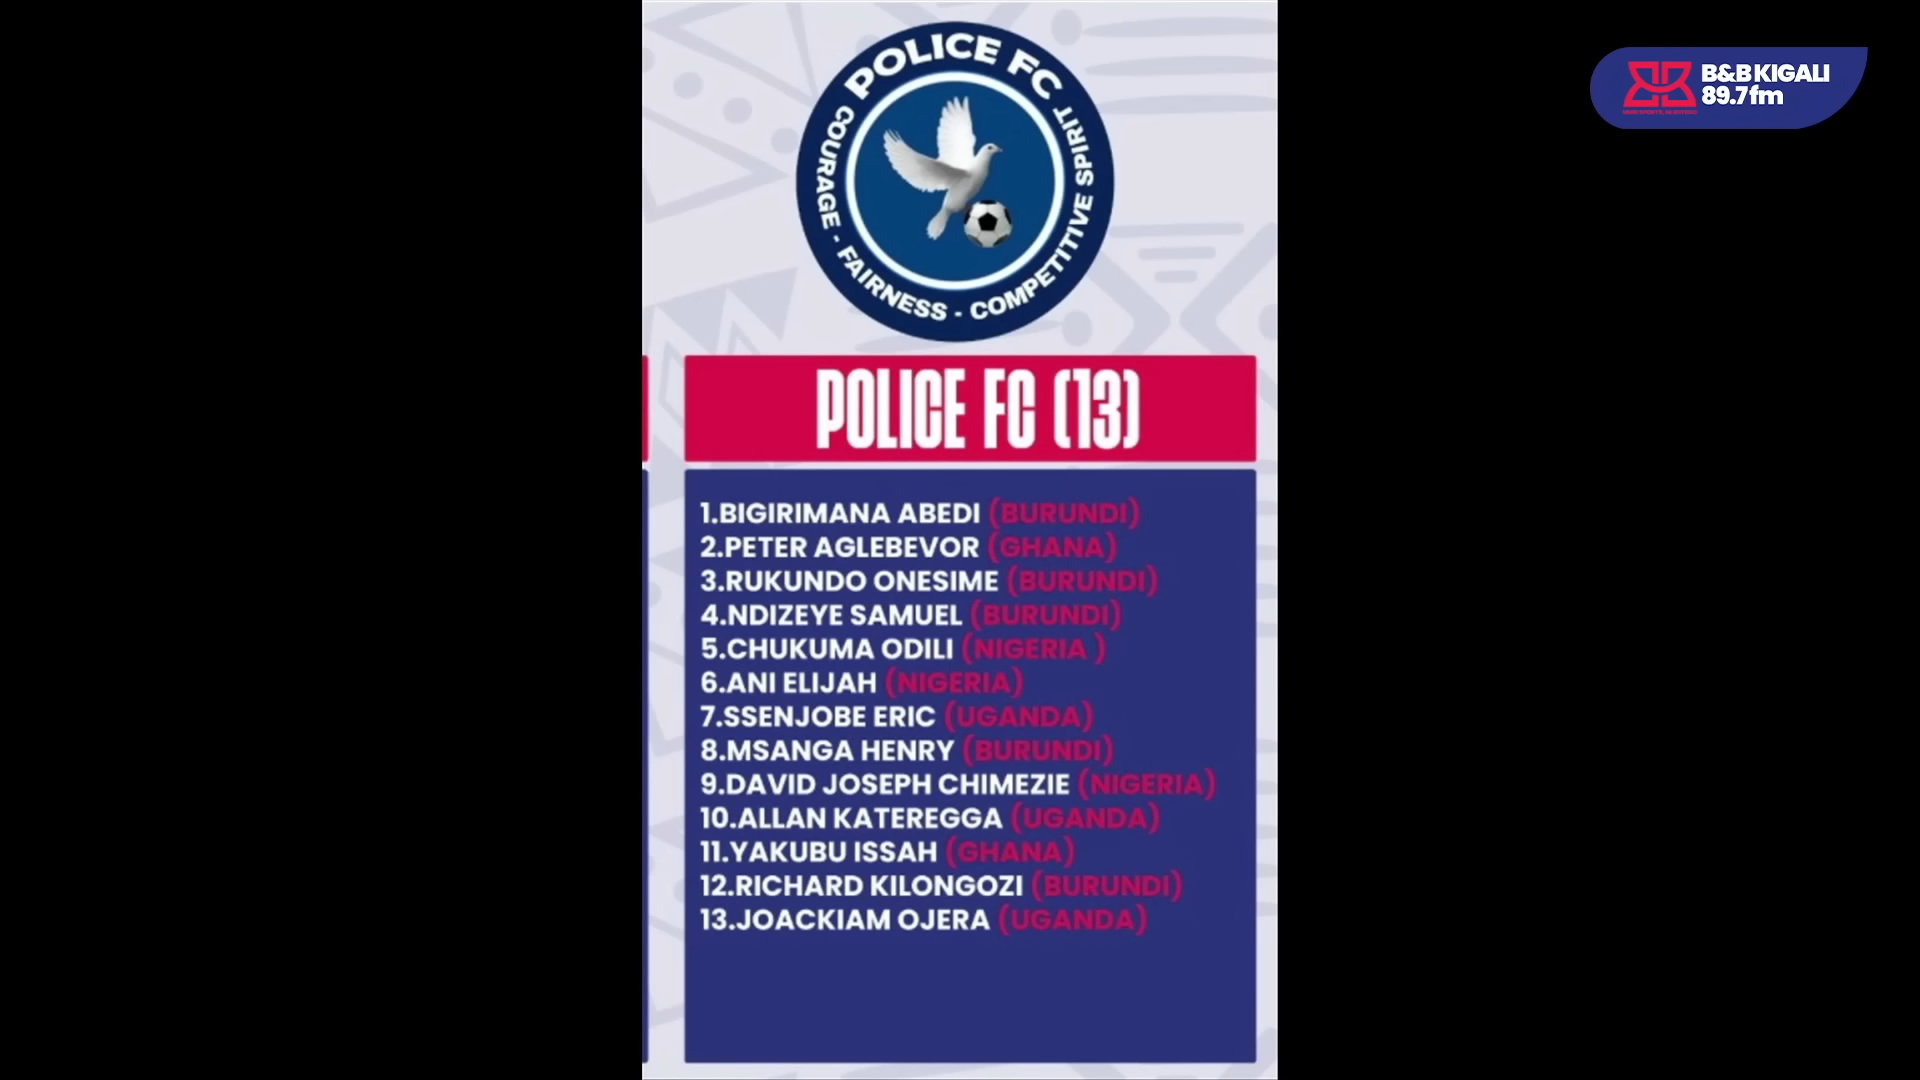 POLICE FC
COURAGE - FAIRNESS - COMPETITIVE SPIRIT
B&B KIGALI
89.7fm
POLICE FC (13)
1.BIGIRIMANA ABEDI (BURUNDI)
2.PETER AGLEBEVOR (GHANA)
3.RUKUNDO ONESIME (BURUNDI)
4.NDIZEYE SAMUEL (BURUNDI)
5.CHUKUMA ODILI (NIGERIA )
6.ANI ELIJAH (NIGERIA)
7.SSENJOBE ERIC (UGANDA)
8.MSANGA HENRY (BURUNDI)
9.DAVID JOSEPH CHIMEZIE (NIGERIA)
10.ALLAN KATEREGGA (UGANDA)
11.YAKUBU ISSAH (GHANA)
12.RICHARD KILONGOZI (BURUNDI)
13.JOACKIAM OJERA (UGANDA)